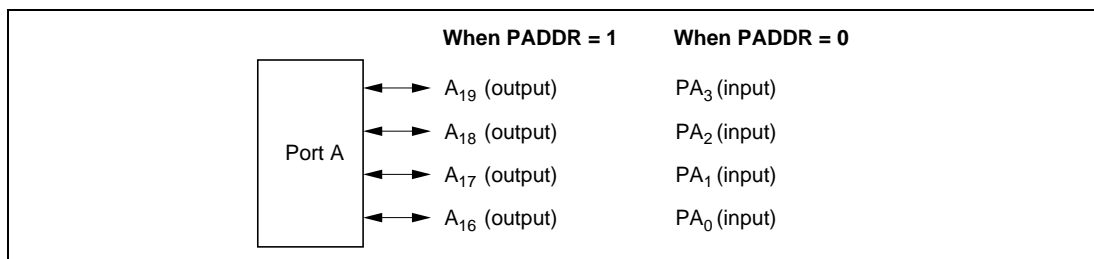 When PADDR = 1 When PADDR = 0
A19 (output) PA3 (input)
A18 (output) PA2 (input)
Port A
A17 (output) PA1 (input)
A16 (output) PA0 (input)